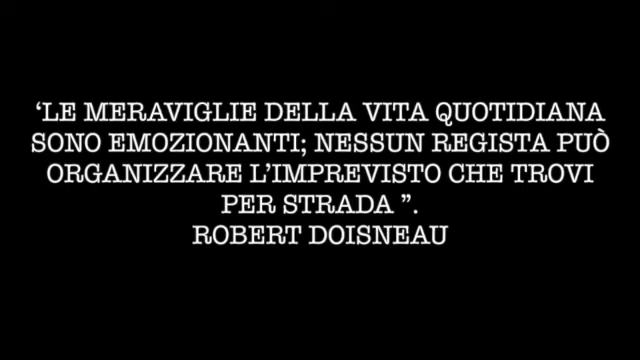 ‘LE MERAVIGLIE DELLA VITA QUOTIDIANA
SONO EMOZIONANTI; NESSUN REGISTA PUÒ
ORGANIZZARE L’IMPREVISTO CHE TROVI
PER STRADA ”.
ROBERT DOISNEAU